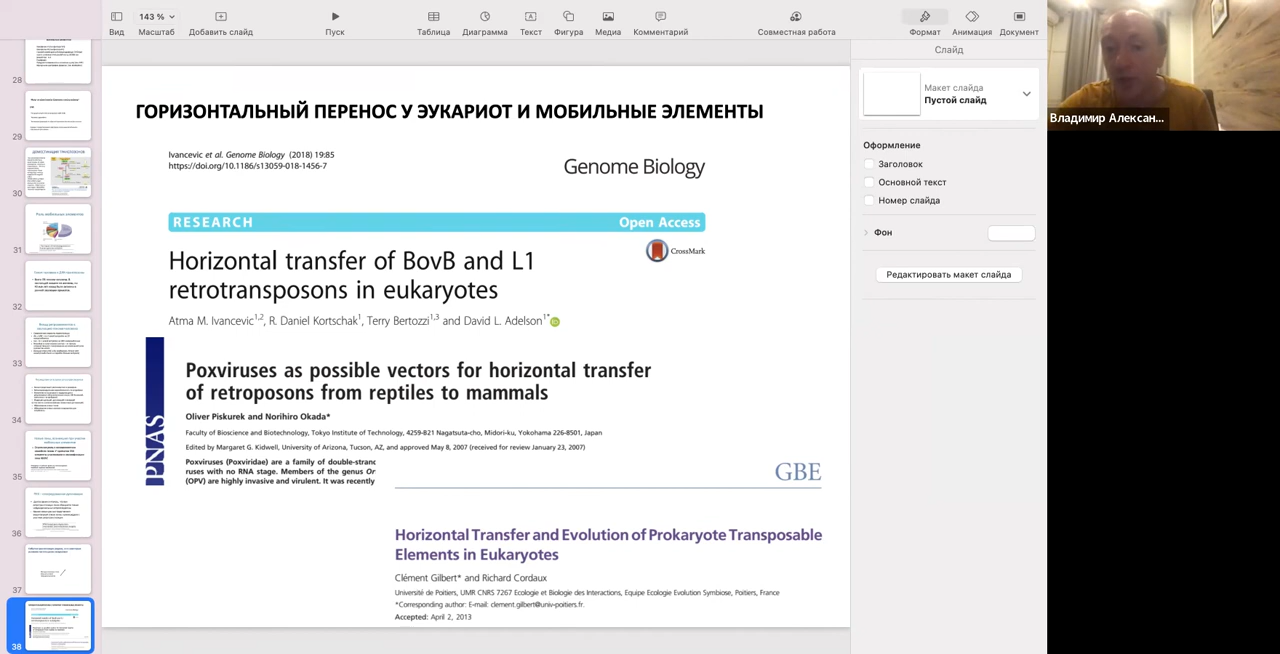 143 %
Вид
Масштаб
Добавить слайд
Пуск
Таблица
Диаграмма
Текст
Фигура
Медиа
Комментарий
Совместная работа
Формат
Анимация
Документ
28
29
30
31
32
33
34
35
36
37
38
Роль мобильных элементов
ГОРИЗОНТАЛЬНЫЙ ПЕРЕНОС У ЭУКАРИОТ И МОБИЛЬНЫЕ ЭЛЕМЕНТЫ
Ivancevic et al. Genome Biology (2018) 19:85
https://doi.org/10.1186/s13059-018-1456-7
Genome Biology
RESEARCH
Open Access
CrossMark
Horizontal transfer of BovB and L1
retrotransposons in eukaryotes
Atma M. Ivancevic1,2, R. Daniel Kortschak1, Terry Bertozzi1,3 and David L. Adelson1*
PNAS
Poxviruses as possible vectors for horizontal transfer
of retroposons from reptiles to mammals
Oliver Piskurek and Norihiro Okada*
Faculty of Bioscience and Biotechnology, Tokyo Institute of Technology, 4259-B21 Nagatsuta-cho, Midori-ku, Yokohama 226-8501, Japan
Edited by Margaret G. Kidwell, University of Arizona, Tucson, AZ, and approved May 8, 2007 (received for review January 23, 2007)
Poxviruses (Poxviridae) are a family of double-stranc
ruses with no RNA stage. Members of the genus Or
(OPV) are highly invasive and virulent. It was recently
GBE
Horizontal Transfer and Evolution of Prokaryote Transposable
Elements in Eukaryotes
Clément Gilbert* and Richard Cordaux
Université de Poitiers, UMR CNRS 7267 Ecologie et Biologie des Interactions, Equipe Ecologie Evolution Symbiose, Poitiers, France
*Corresponding author: E-mail: clement.gilbert@univ-poitiers.fr.
Accepted: April 2, 2013
Слайд
Макет слайда
Пустой слайд
Оформление
Заголовок
Основной текст
Номер слайда
Фон
Редактировать макет слайда
Владимир Алексан...